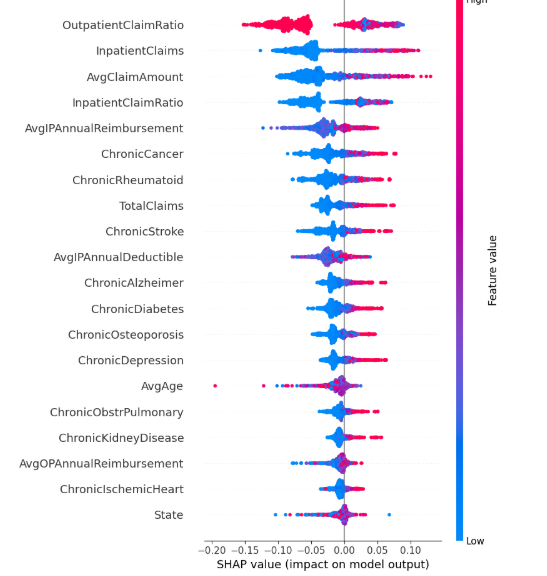 High
OutpatientClaimRatio
InpatientClaims
AvgClaimAmount
InpatientClaimRatio
AvgIPAnnualReimbursement
ChronicCancer
ChronicRheumatoid
TotalClaims
ChronicStroke
AvgIPAnnualDeductible
ChronicAlzheimer
ChronicDiabetes
ChronicOsteoporosis
ChronicDepression
AvgAge
ChronicObstrPulmonary
ChronicKidneyDisease
AvgOPAnnualReimbursement
ChronicIschemicHeart
State
Feature value
Low
−0.20 −0.15 −0.10 −0.05 0.00 0.05 0.10
SHAP value (impact on model output)